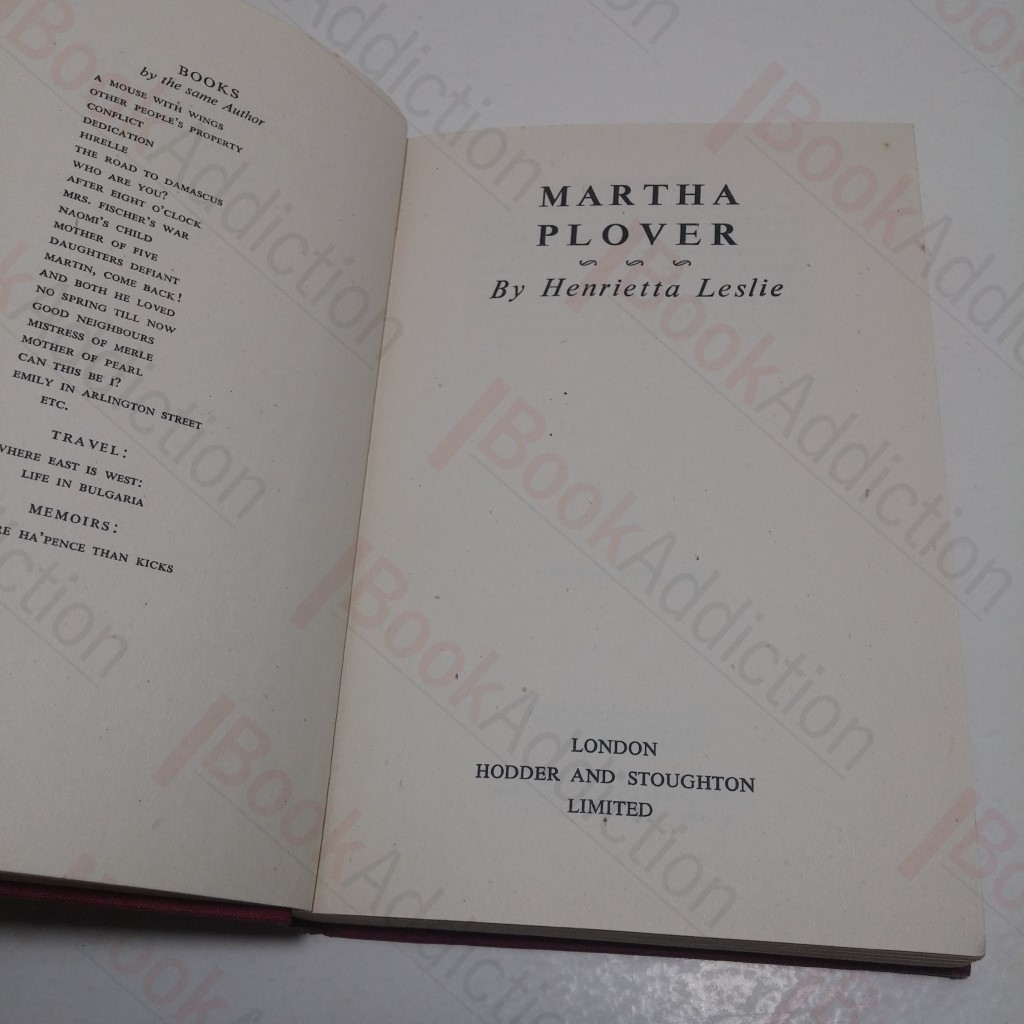 BOOKS
by the same Author
A MOUSE WITH WINGS
OTHER PEOPLE'S PROPERTY
CONFLICT
DEDICATION
HIRELLE
THE ROAD TO DAMASCUS
WHO ARE YOU?
AFTER EIGHT O'CLOCK
MRS. FISCHER'S WAR
NAOMI'S CHILD
MOTHER OF FIVE
DAUGHTERS DEFIANT
MARTIN, COME BACK!
AND BOTH HE LOVED
NO SPRING TILL NOW
GOOD NEIGHBOURS
MISTRESS OF MERLE
MOTHER OF PEARL
CAN THIS BE I?
EMILY IN ARLINGTON STREET
ETC.
TRAVEL:
WHERE EAST IS WEST:
LIFE IN BULGARIA
MEMOIRS:
RE HA'PENCE THAN KICKS
MARTHA
PLOVER
By Henrietta Leslie
LONDON
HODDER AND STOUGHTON
LIMITED
BookAddiction